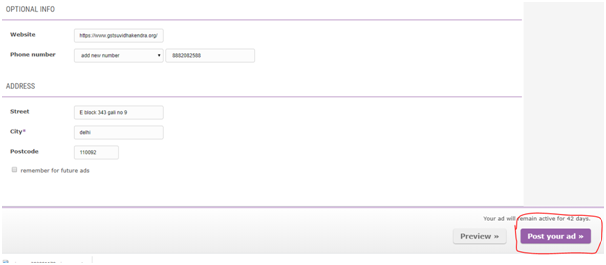 OPTIONAL INFO
Website https://www.gstsuvidhakendra.org/
Phone number add new number 8882082588
ADDRESS
Street E block 343 gali no 9
City* delhi
Postcode 110092
remember for future ads
Your ad will remain active for 42 days.
Preview » Post your ad »